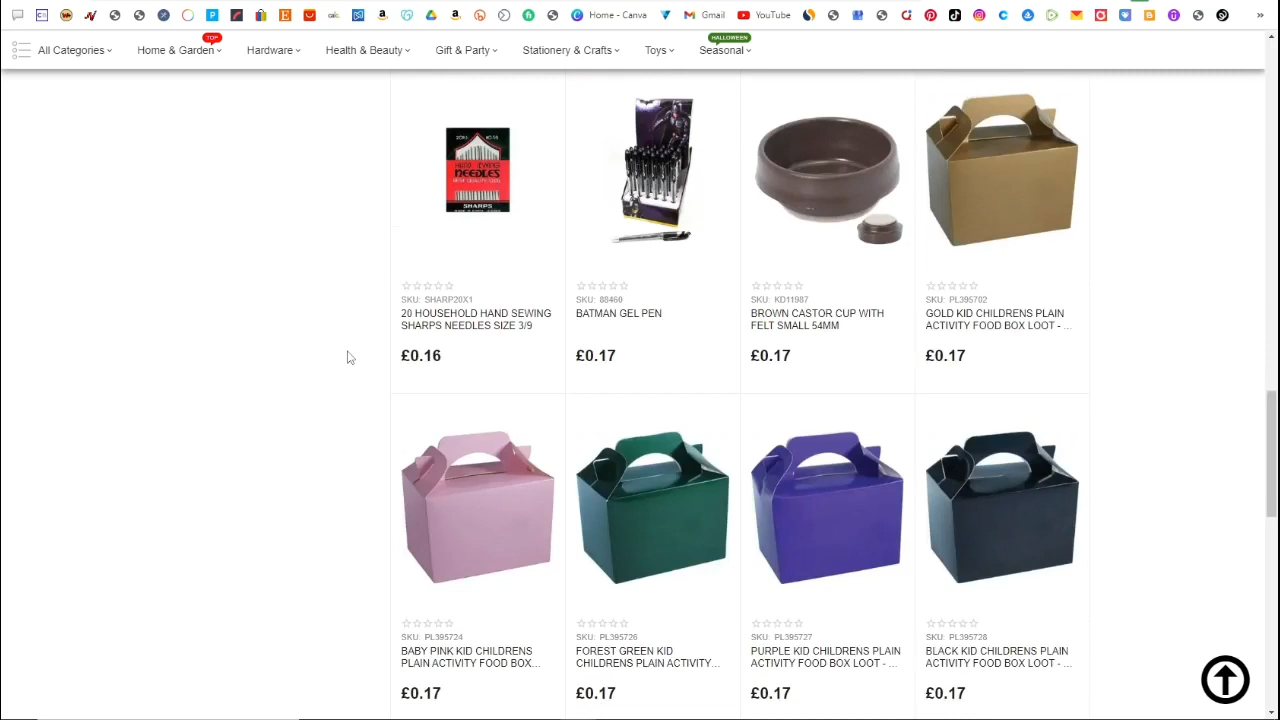 Home - Canva
Gmail
YouTube
»
All Categories
TOP
Home & Garden
Hardware
Health & Beauty
Gift & Party
Stationery & Crafts
Toys
HALLOWEEN
Seasonal
NEEDLES
SHARPS
SKU: SHARP20X1
20 HOUSEHOLD HAND SEWING
SHARPS NEEDLES SIZE 3/9
£0.16
SKU: 88460
BATMAN GEL PEN
£0.17
SKU: KD11987
BROWN CASTOR CUP WITH
FELT SMALL 54MM
£0.17
SKU: PL395702
GOLD KID CHILDRENS PLAIN
ACTIVITY FOOD BOX LOOT - ...
£0.17
SKU: PL395724
BABY PINK KID CHILDRENS
PLAIN ACTIVITY FOOD BOX...
£0.17
SKU: PL395726
FOREST GREEN KID
CHILDRENS PLAIN ACTIVITY...
£0.17
SKU: PL395727
PURPLE KID CHILDRENS PLAIN
ACTIVITY FOOD BOX LOOT - ...
£0.17
SKU: PL395728
BLACK KID CHILDRENS PLAIN
ACTIVITY FOOD BOX LOOT - ...
£0.17